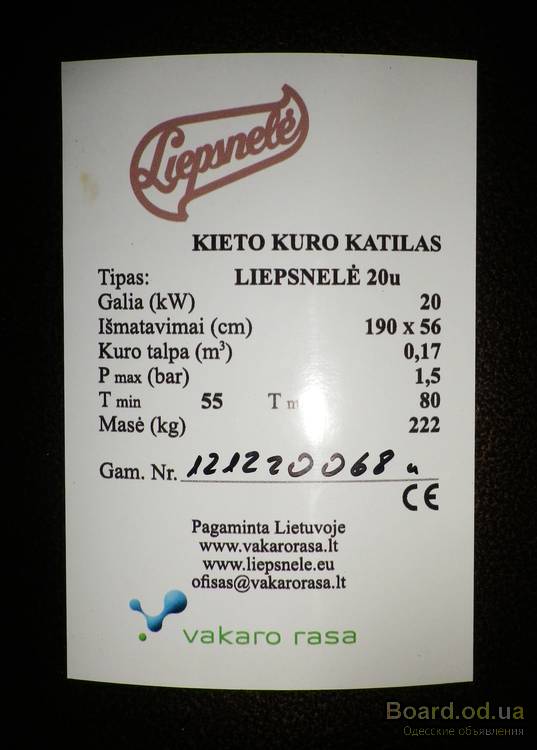 Liepsnelė
KIETO KURO KATILAS
Tipas: LIEPSNELĖ 20u
Galia (kW) 20
Išmatavimai (cm) 190 x 56
Kuro talpa (m³) 0,17
P max (bar) 1,5
T min 55 T 80
Masė (kg) 222
Gam. Nr. 121220068 u
CE
Pagaminta Lietuvoje
www.vakarorasa.lt
www.liepsnele.eu
ofisas@vakarorasa.lt
vakaro rasa
Board.od.ua
Одесские объявления